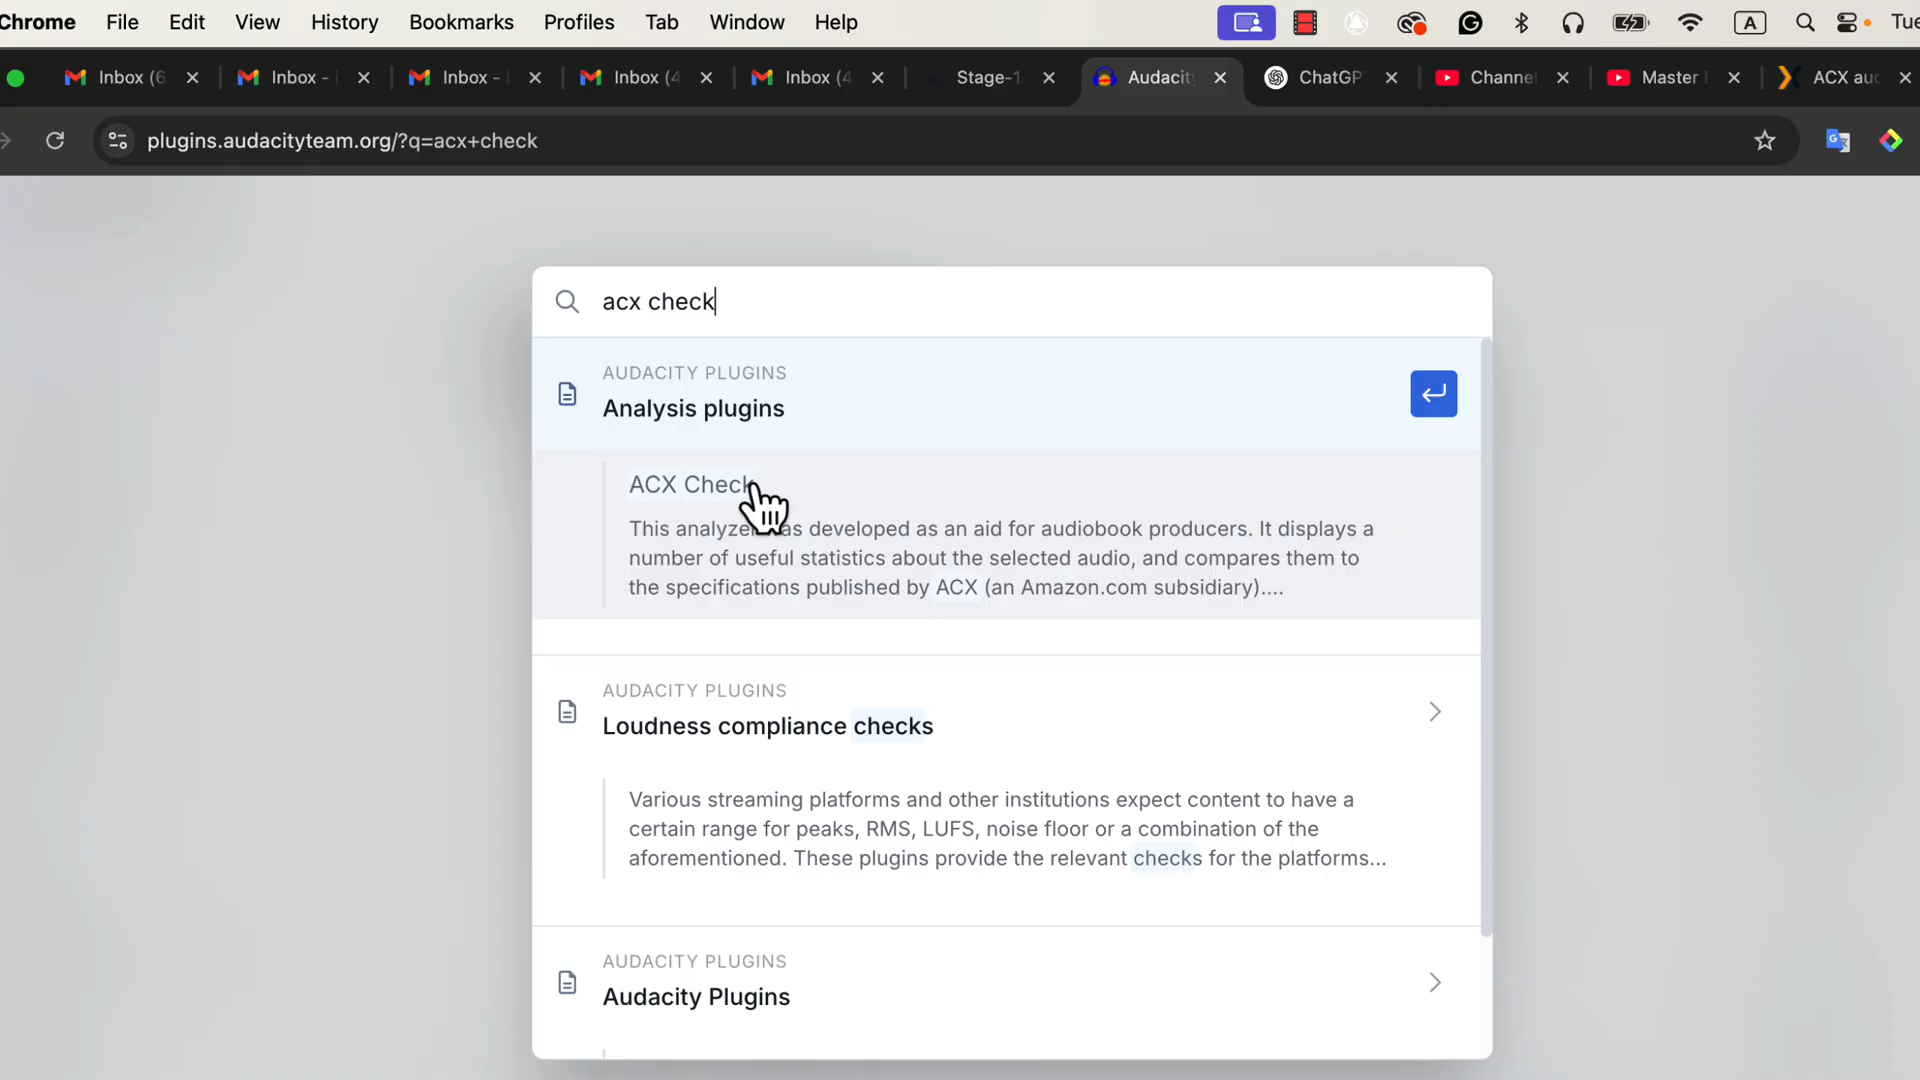 Chrome File Edit View History Bookmarks Profiles Tab Window Help A Tue
Inbox (6 Inbox - Inbox - Inbox (4 Inbox (4 Stage-1 Audacity ChatGP Channe Master ACX au
plugins.audacityteam.org/?q=acx+check
acx check
AUDACITY PLUGINS
Analysis plugins
ACX Check
This analyzer as developed as an aid for audiobook producers. It displays a
number of useful statistics about the selected audio, and compares them to
the specifications published by ACX (an Amazon.com subsidiary)....
AUDACITY PLUGINS
Loudness compliance checks
Various streaming platforms and other institutions expect content to have a
certain range for peaks, RMS, LUFS, noise floor or a combination of the
aforementioned. These plugins provide the relevant checks for the platforms...
AUDACITY PLUGINS
Audacity Plugins